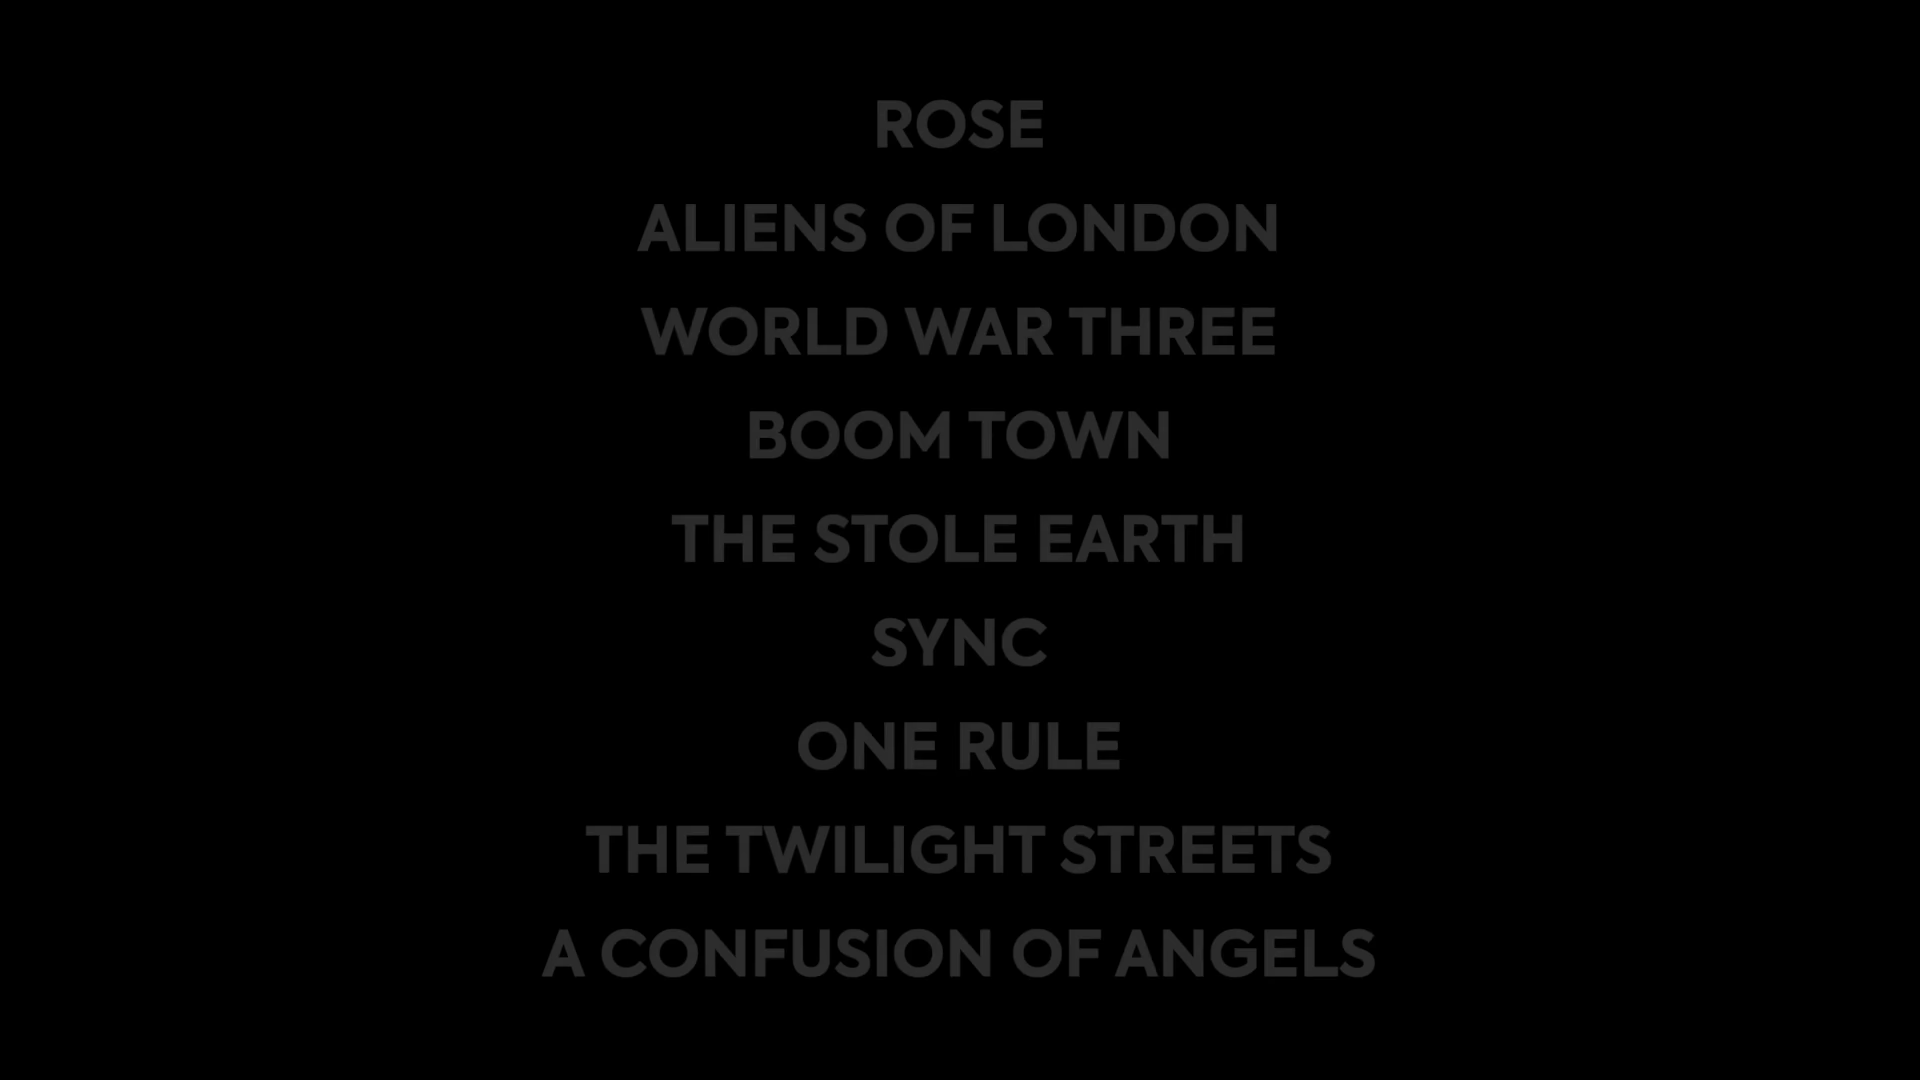 ROSE
ALIENS OF LONDON
WORLD WAR THREE
BOOM TOWN
THE STOLE EARTH
SYNC
ONE RULE
THE TWILIGHT STREETS
A CONFUSION OF ANGELS